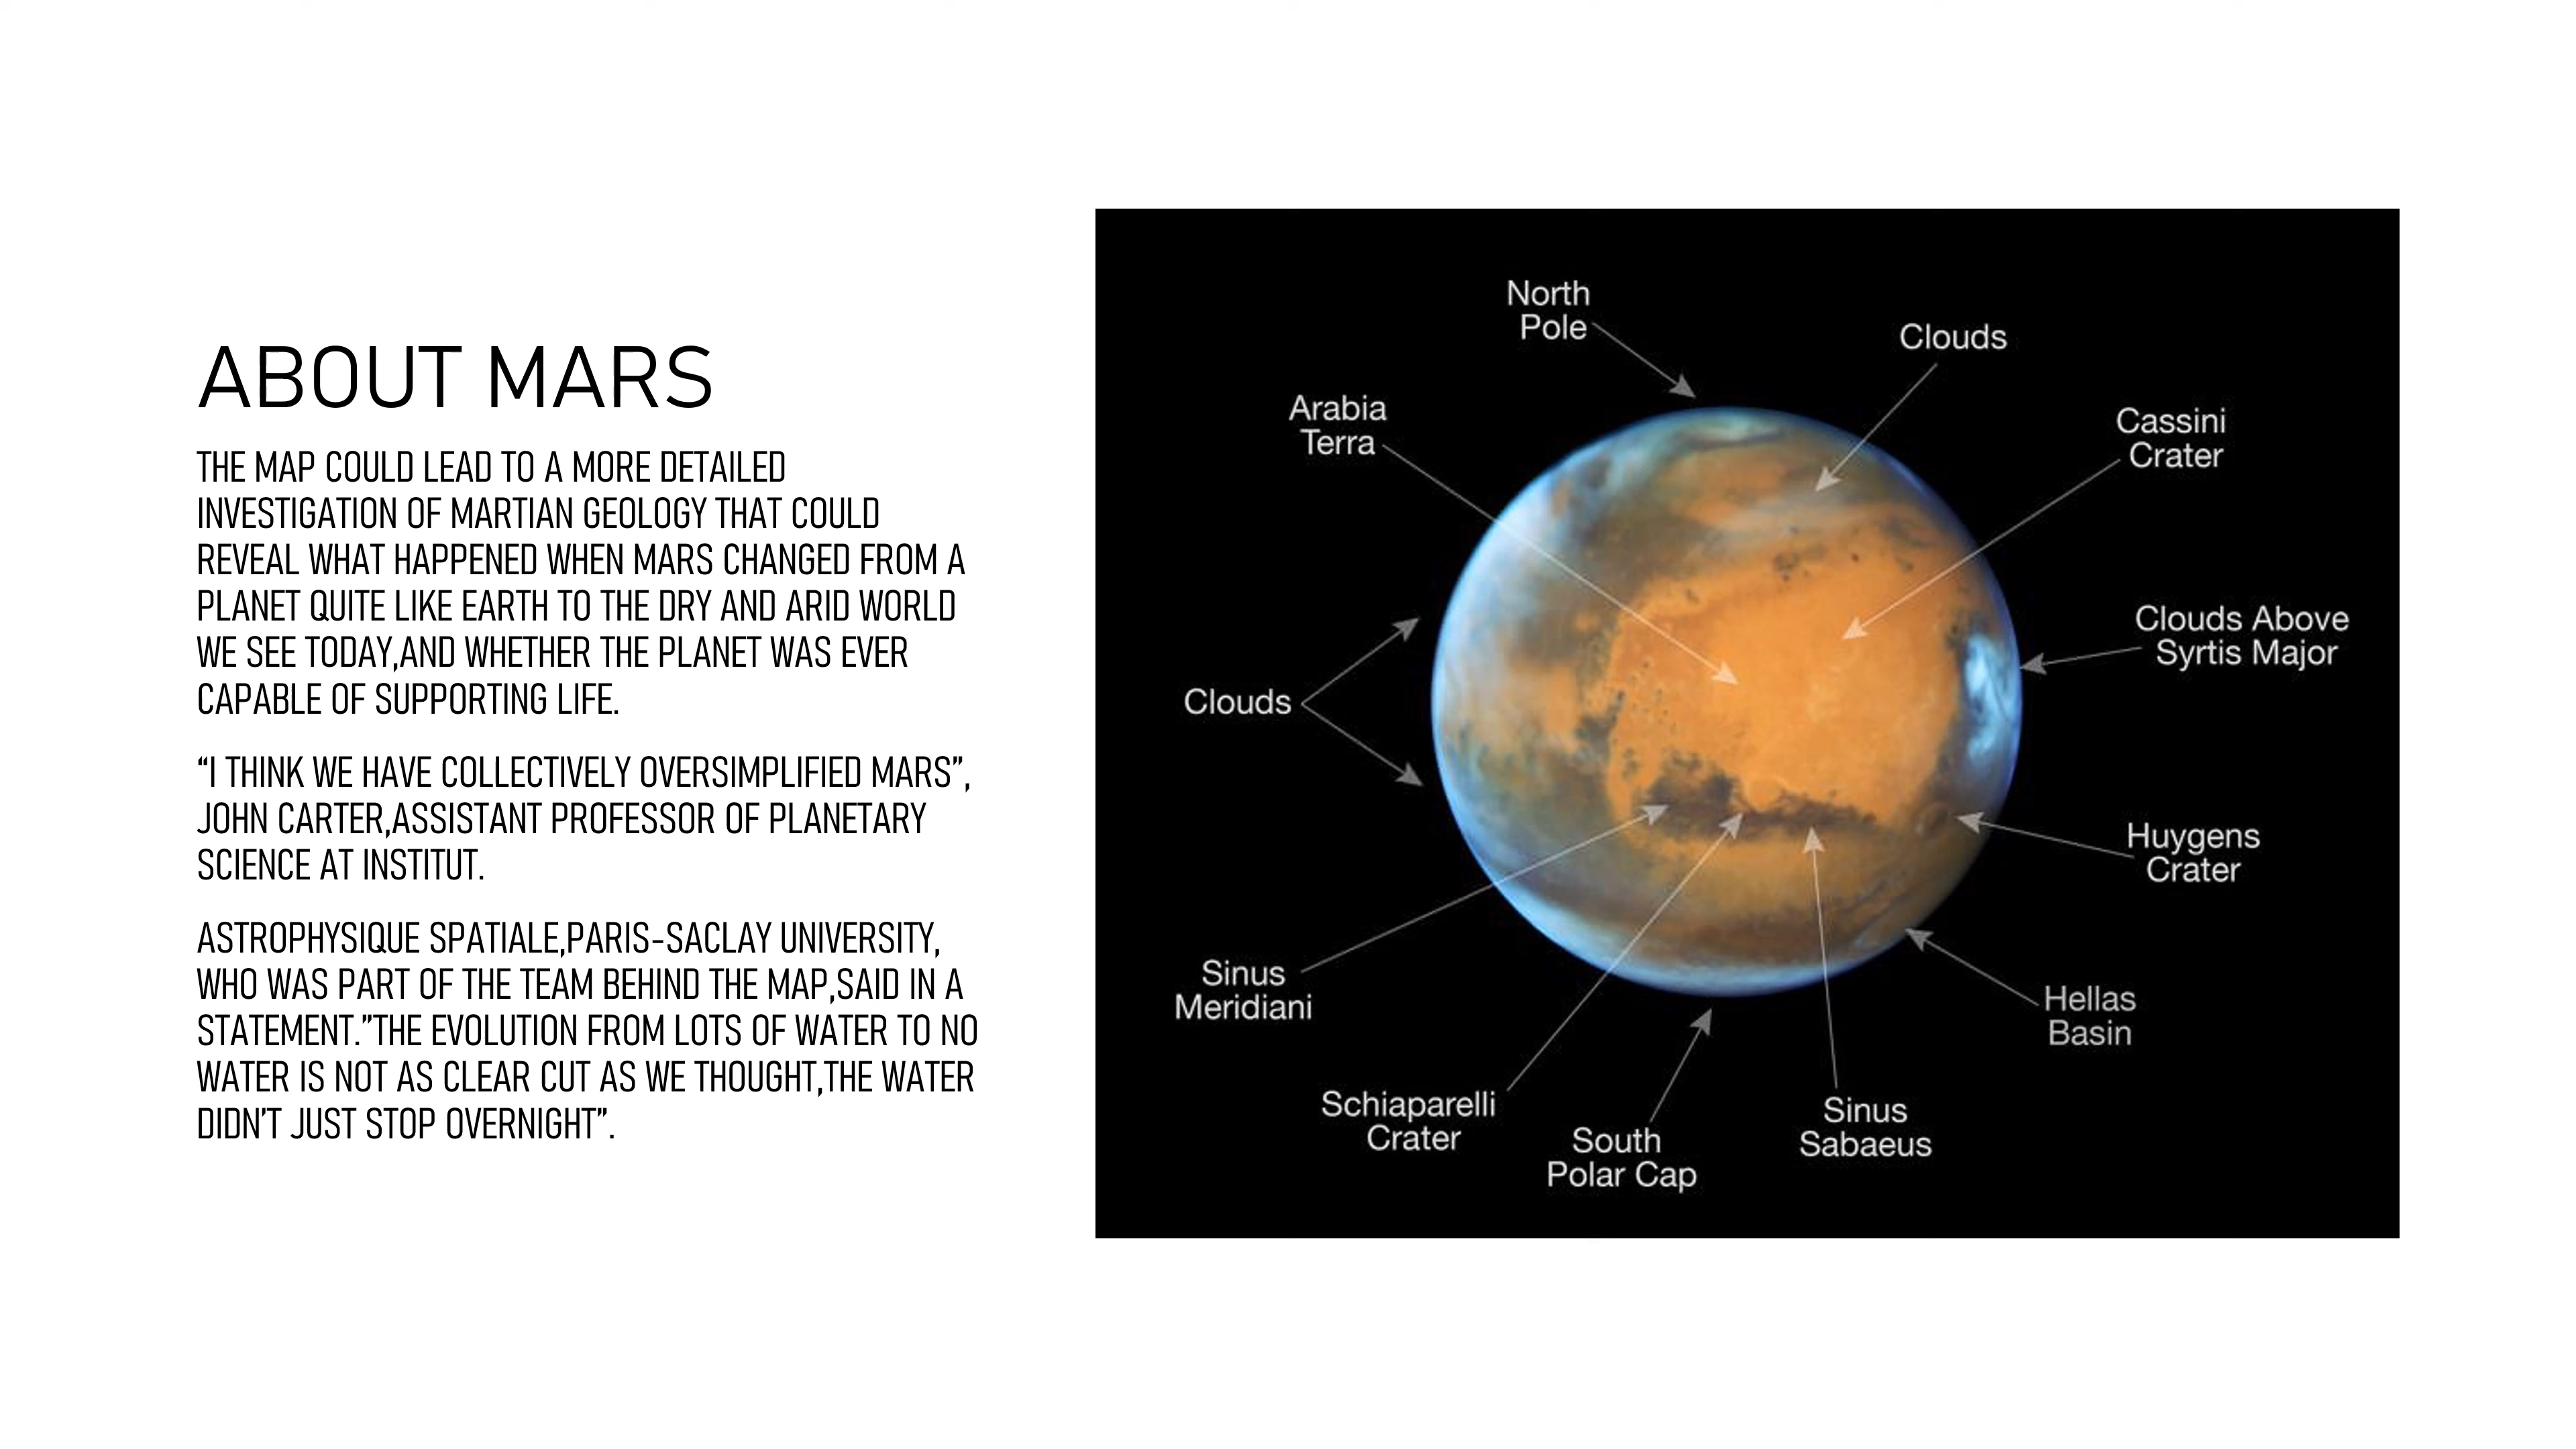 ABOUT MARS
THE MAP COULD LEAD TO A MORE DETAILED
INVESTIGATION OF MARTIAN GEOLOGY THAT COULD
REVEAL WHAT HAPPENED WHEN MARS CHANGED FROM A
PLANET QUITE LIKE EARTH TO THE DRY AND ARID WORLD
WE SEE TODAY,AND WHETHER THE PLANET WAS EVER
CAPABLE OF SUPPORTING LIFE.
“I THINK WE HAVE COLLECTIVELY OVERSIMPLIFIED MARS”,
JOHN CARTER,ASSISTANT PROFESSOR OF PLANETARY
SCIENCE AT INSTITUT.
ASTROPHYSIQUE SPATIALE,PARIS-SACLAY UNIVERSITY,
WHO WAS PART OF THE TEAM BEHIND THE MAP,SAID IN A
STATEMENT.”THE EVOLUTION FROM LOTS OF WATER TO NO
WATER IS NOT AS CLEAR CUT AS WE THOUGHT,THE WATER
DIDN’T JUST STOP OVERNIGHT”.
North
Pole
Clouds
Arabia
Terra
Cassini
Crater
Clouds Above
Syrtis Major
Clouds
Huygens
Crater
Sinus
Meridiani
Hellas
Basin
Schiaparelli
Crater
South
Polar Cap
Sinus
Sabaeus